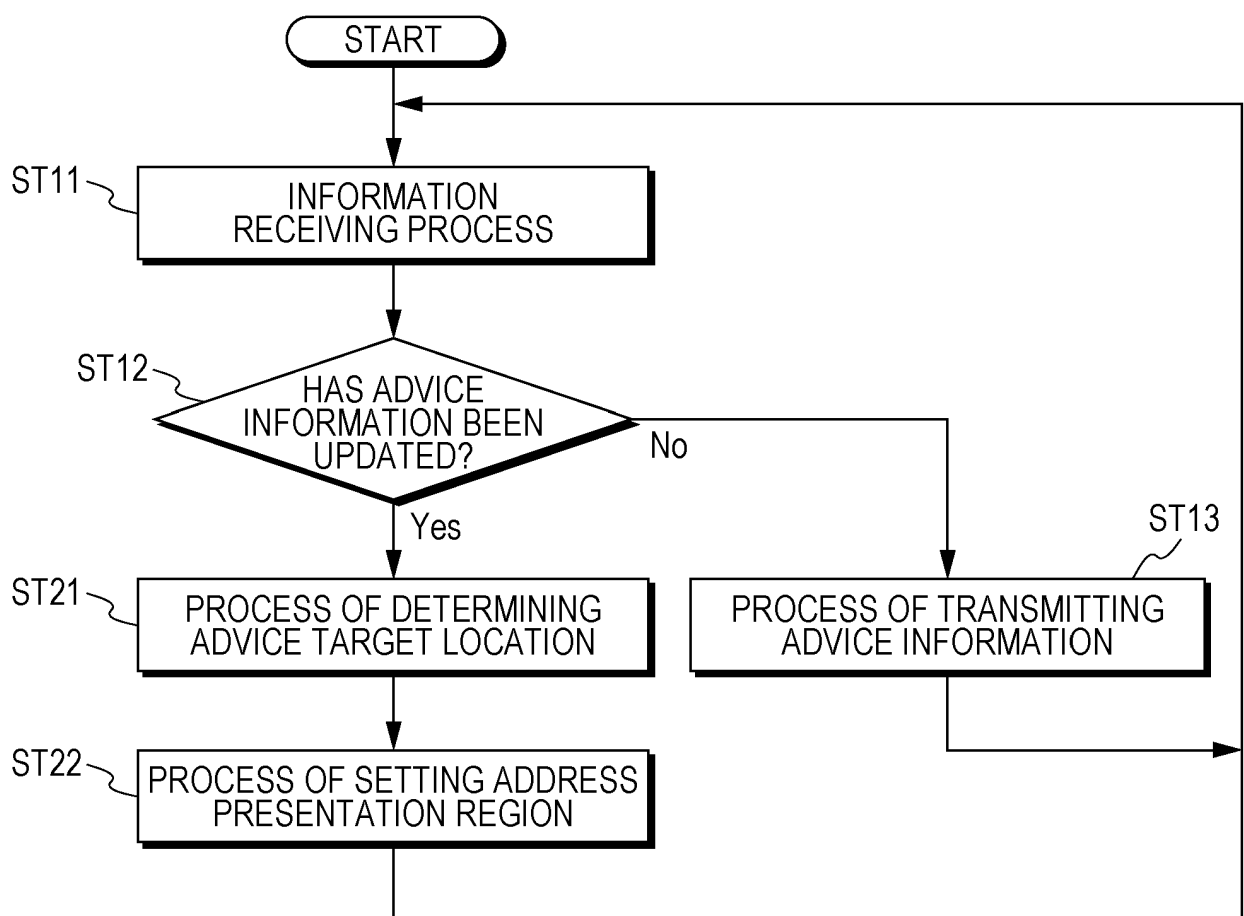 START
ST11
INFORMATION
RECEIVING PROCESS
ST12
HAS ADVICE
INFORMATION BEEN
UPDATED?
No
Yes
ST13
ST21
PROCESS OF DETERMINING
ADVICE TARGET LOCATION
PROCESS OF TRANSMITTING
ADVICE INFORMATION
ST22
PROCESS OF SETTING ADDRESS
PRESENTATION REGION